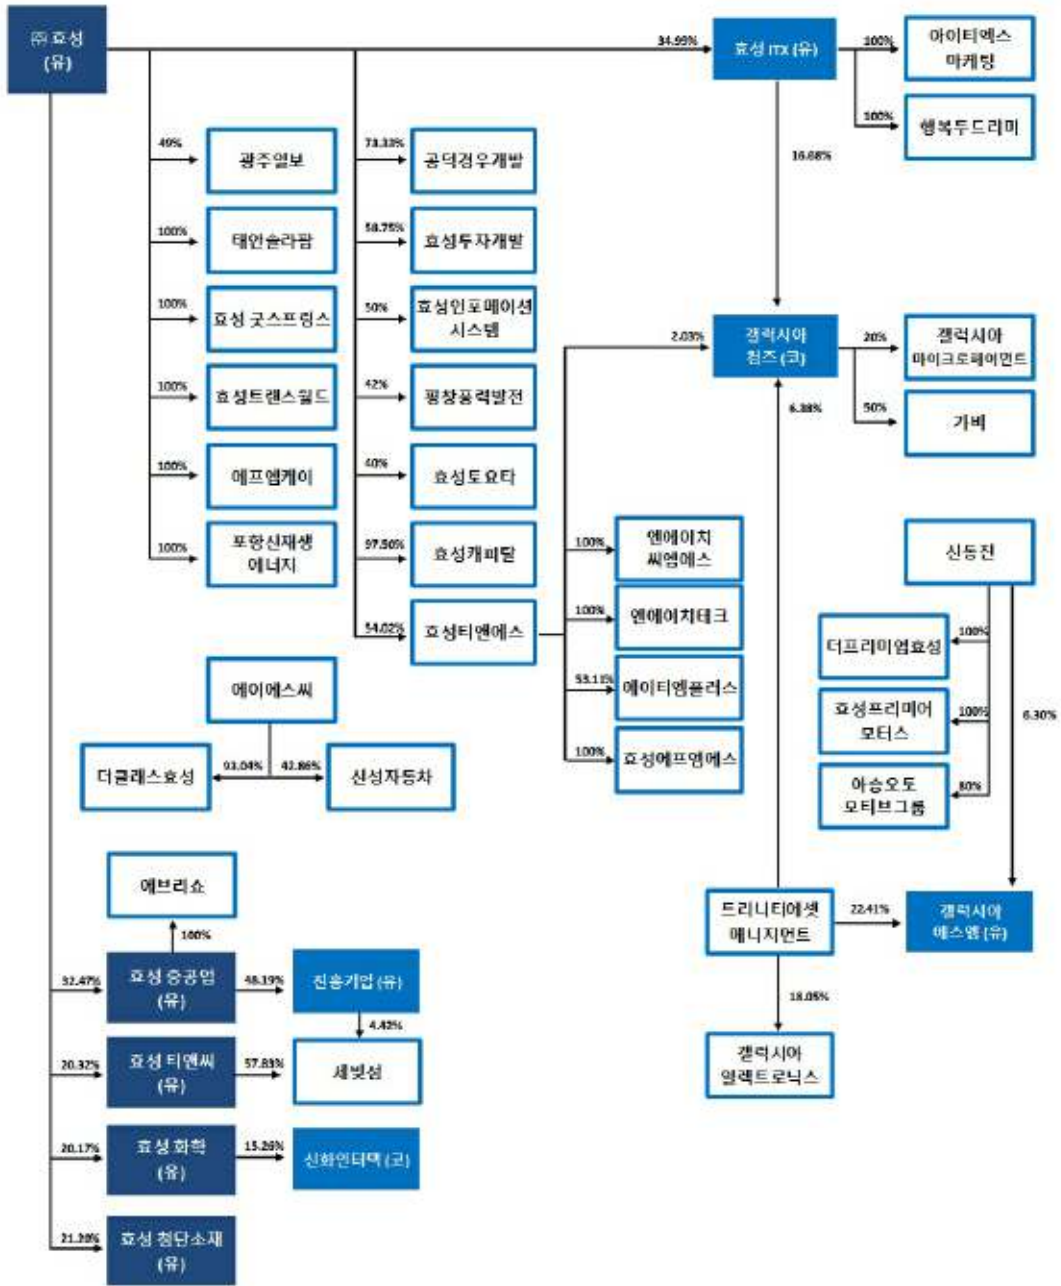 ㈜효성
(유)
34.99%
효성 ITX (유)
100%
아이티엑스
마케팅
100%
행복두드리미
16.68%
49%
광주일보
73.33%
공덕경우개발
100%
태안솔라팜
58.75%
효성투자개발
100%
효성 굿스프링스
50%
효성인포메이션
시스템
2.03%
갤럭시아
컴즈 (코)
20%
갤럭시아
마이크로페이먼트
50%
가비
6.38%
100%
효성트랜스월드
42%
평창풍력발전
100%
에프엠케이
40%
효성토요타
100%
포항신재생
에너지
97.50%
효성캐피탈
54.02%
효성티앤에스
100%
엔에이치
씨엠에스
100%
엔에이치테크
53.11%
에이티엠플러스
100%
효성에프엠에스
신동진
100%
더프리미엄효성
100%
효성프리미어
모터스
80%
아승오토
모티브그룹
6.30%
에이에스씨
93.04%
42.86%
더클래스효성
신성자동차
에브리쇼
100%
32.47%
효성 중공업
(유)
48.19%
진흥기업 (유)
4.42%
20.32%
효성 티앤씨
(유)
57.83%
세빛섬
20.17%
효성 화학
(유)
15.26%
신화인터텍 (코)
21.20%
효성 첨단소재
(유)
트리니티에셋
매니지먼트
22.41%
갤럭시아
에스엠 (유)
18.05%
갤럭시아
일렉트로닉스